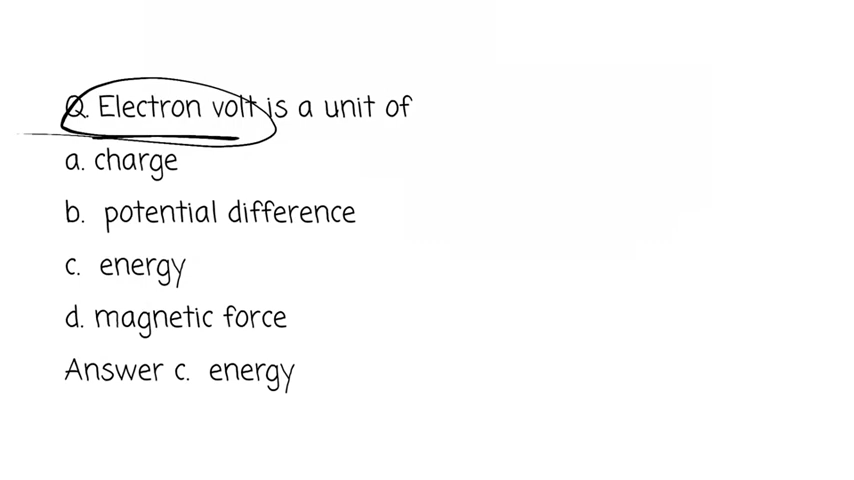 Q. Electron volt is a unit of
a. charge
b. potential difference
c. energy
d. magnetic force
Answer c. energy